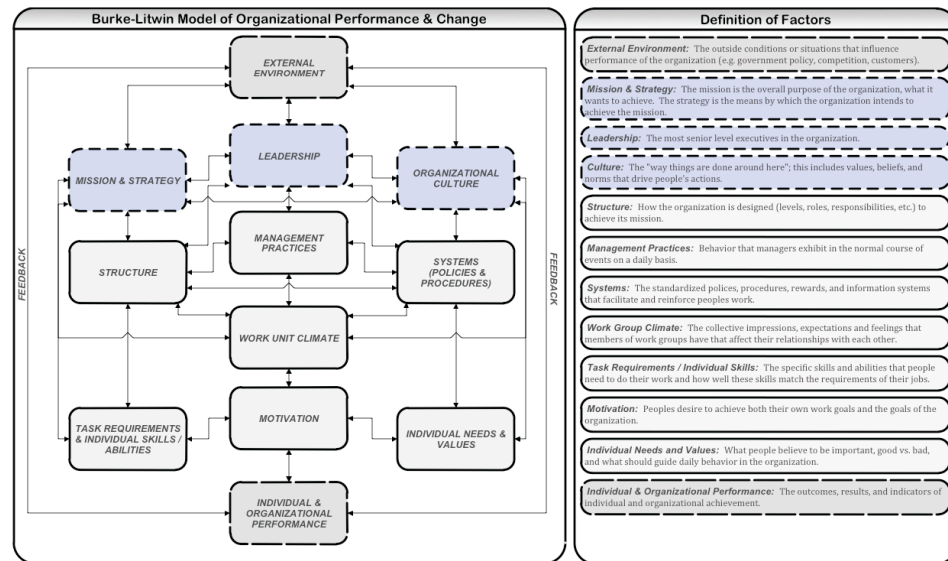 Burke-Litwin Model of Organizational Performance & Change
EXTERNAL
ENVIRONMENT
LEADERSHIP
MISSION & STRATEGY
ORGANIZATIONAL
CULTURE
MANAGEMENT
PRACTICES
STRUCTURE
SYSTEMS
(POLICIES &
PROCEDURES)
FEEDBACK
FEEDBACK
WORK UNIT CLIMATE
MOTIVATION
TASK REQUIREMENTS
& INDIVIDUAL SKILLS /
ABILITIES
INDIVIDUAL NEEDS &
VALUES
INDIVIDUAL &
ORGANIZATIONAL
PERFORMANCE
Definition of Factors
External Environment: The outside conditions or situations that influence
performance of the organization (e.g. government policy, competition, customers).
Mission & Strategy: The mission is the overall purpose of the organization, what it
wants to achieve. The strategy is the means by which the organization intends to
achieve the mission.
Leadership: The most senior level executives in the organization.
Culture: The "way things are done around here"; this includes values, beliefs, and
norms that drive people's actions.
Structure: How the organization is designed (levels, roles, responsibilities, etc.) to
achieve its mission.
Management Practices: Behavior that managers exhibit in the normal course of
events on a daily basis.
Systems: The standardized polices, procedures, rewards, and information systems
that facilitate and reinforce peoples work.
Work Group Climate: The collective impressions, expectations and feelings that
members of work groups have that affect their relationships with each other.
Task Requirements / Individual Skills: The specific skills and abilities that people
need to do their work and how well these skills match the requirements of their jobs.
Motivation: Peoples desire to achieve both their own work goals and the goals of the
organization.
Individual Needs and Values: What people believe to be important, good vs. bad,
and what should guide daily behavior in the organization.
Individual & Organizational Performance: The outcomes, results, and indicators of
individual and organizational achievement.